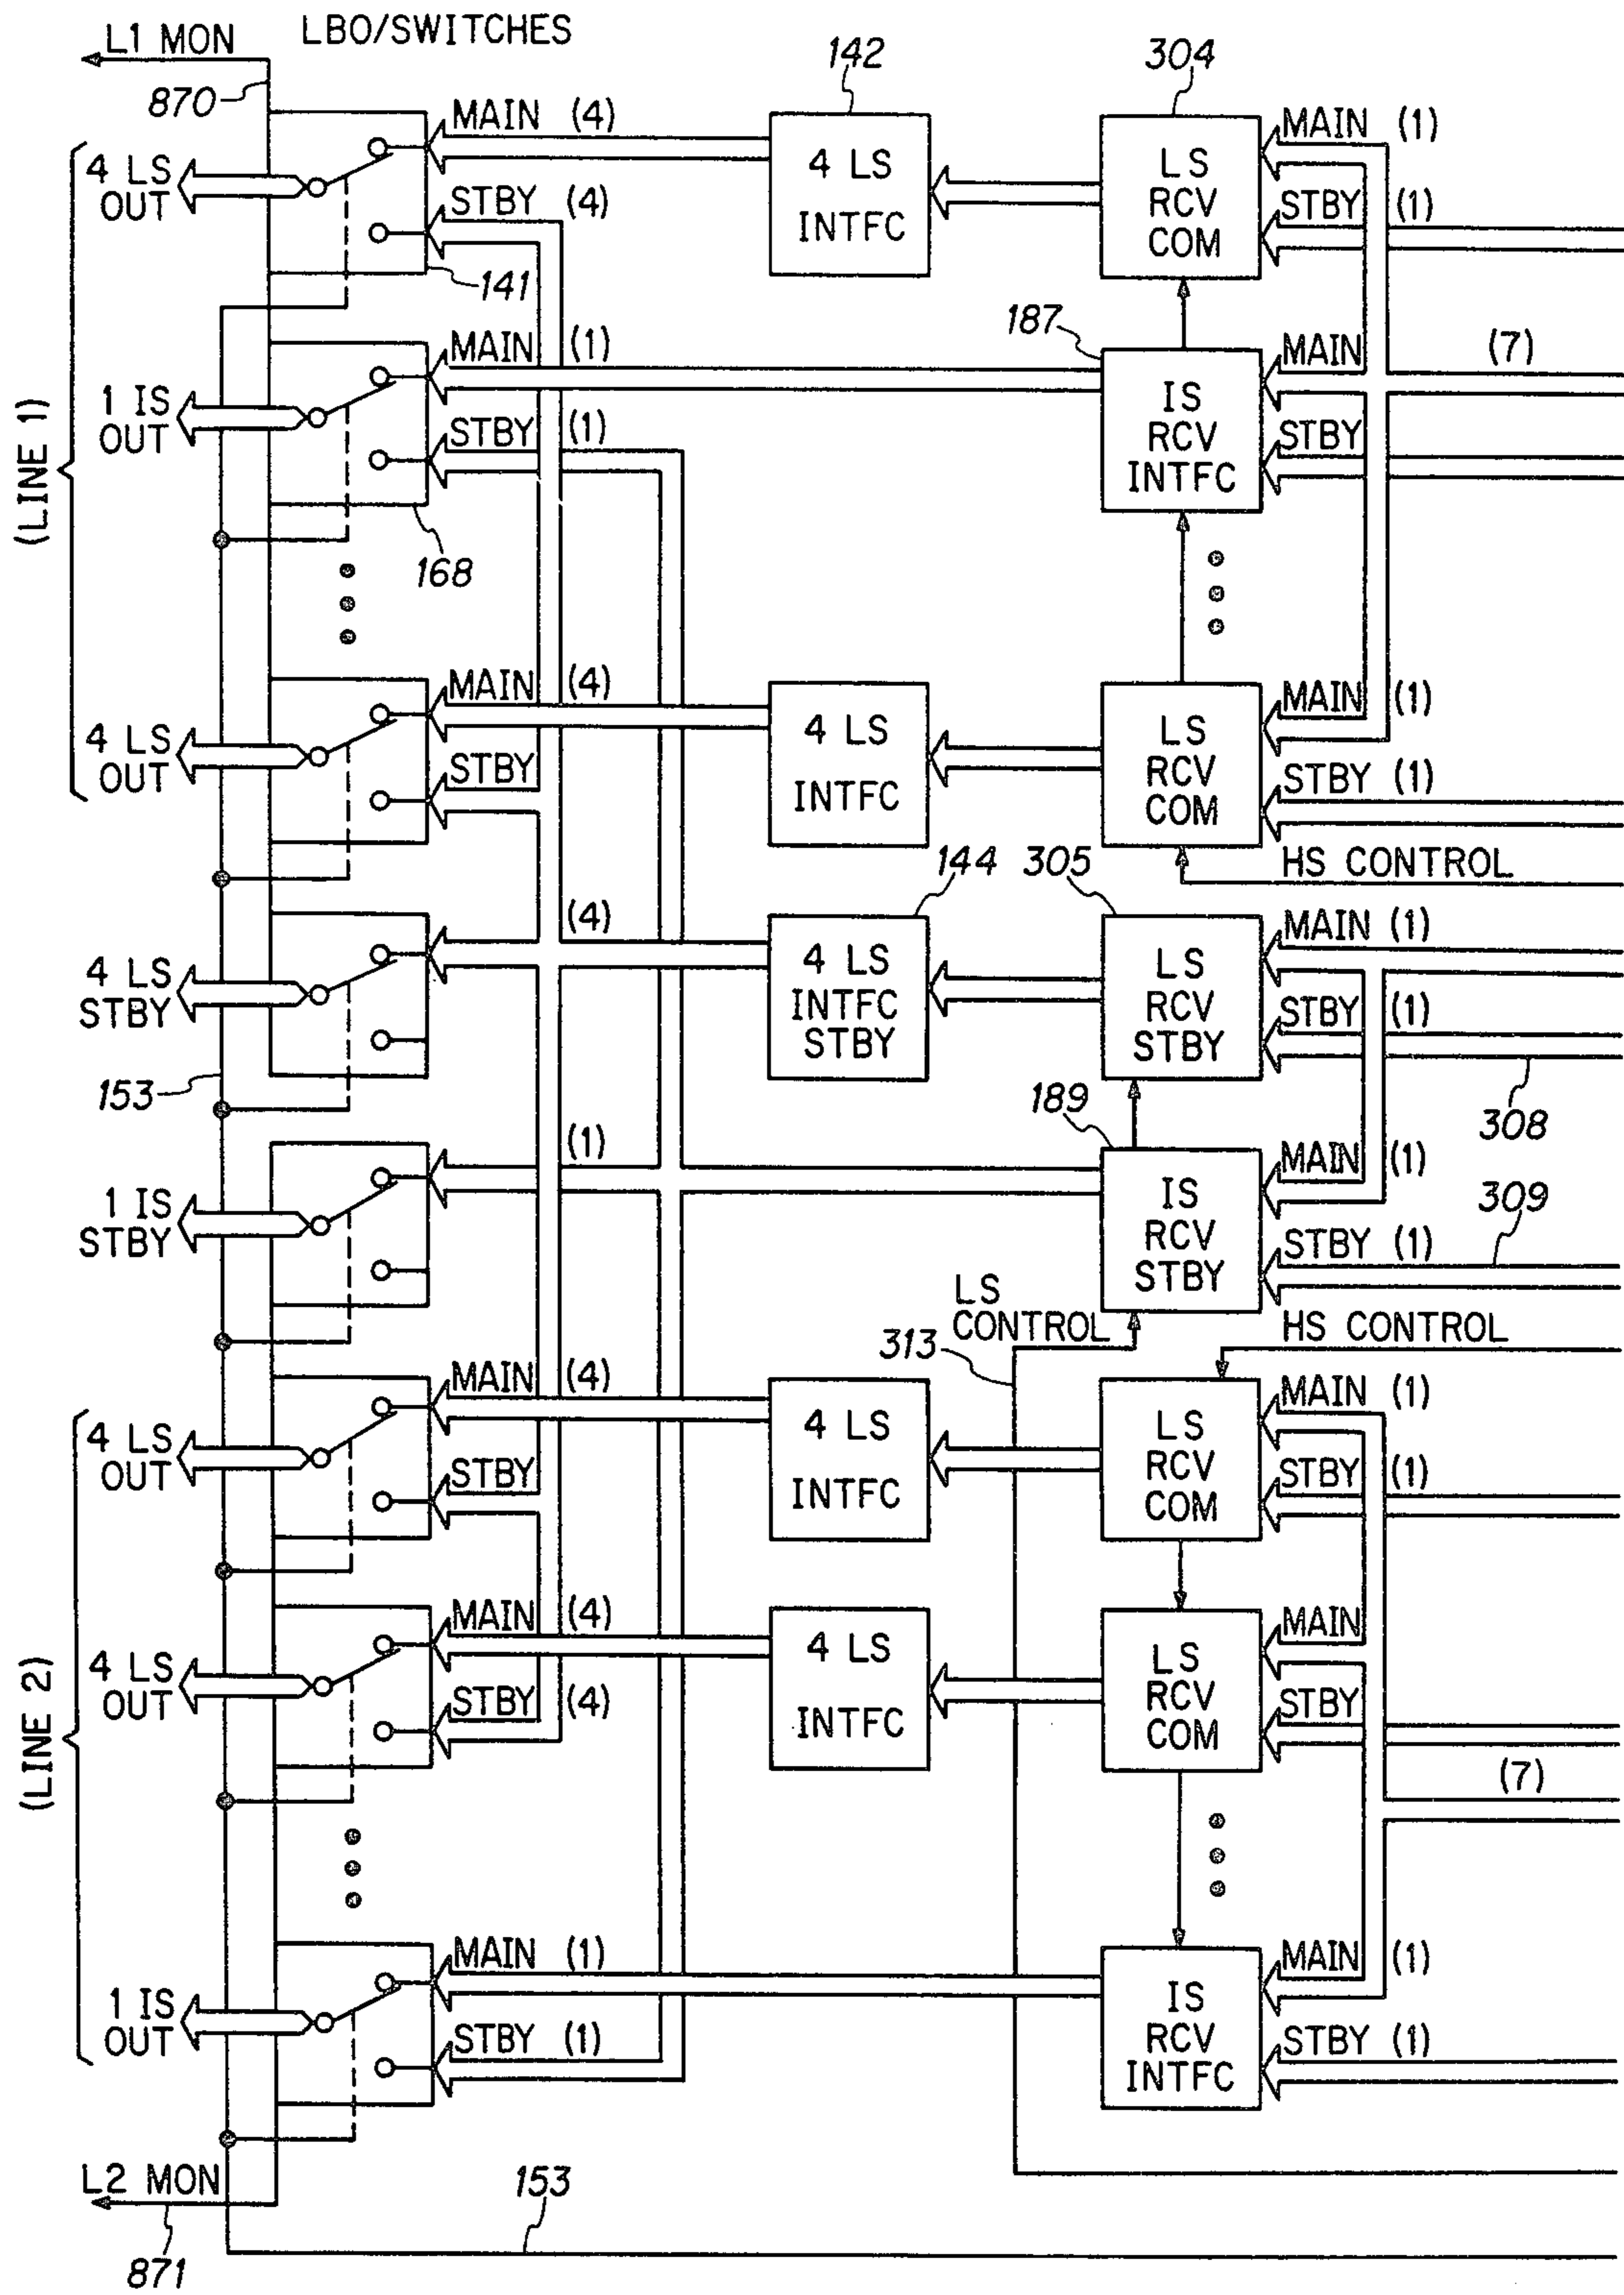 L1 MON
LBO/SWITCHES
870
142
304
MAIN (4)
4 LS
OUT
STBY (4)
141
4 LS
INTFC
LS
RCV
COM
MAIN (1)
STBY (1)
187
(LINE 1)
1 IS
OUT
MAIN (1)
STBY (1)
168
IS
RCV
INTFC
MAIN (7)
STBY
4 LS
OUT
MAIN (4)
STBY
4 LS
INTFC
LS
RCV
COM
MAIN (1)
STBY (1)
HS CONTROL
144
305
4 LS
STBY
(4)
4 LS
INTFC
STBY
LS
RCV
STBY
MAIN (1)
STBY (1)
308
153
189
1 IS
STBY
(1)
IS
RCV
STBY
MAIN (1)
309
STBY (1)
LS
CONTROL
313
HS CONTROL
(LINE 2)
4 LS
OUT
MAIN (4)
STBY
4 LS
INTFC
LS
RCV
COM
MAIN (1)
STBY (1)
4 LS
OUT
MAIN (4)
STBY (4)
4 LS
INTFC
LS
RCV
COM
MAIN
STBY
(7)
1 IS
OUT
MAIN (1)
STBY (1)
IS
RCV
INTFC
MAIN (1)
STBY (1)
L2 MON
871
153